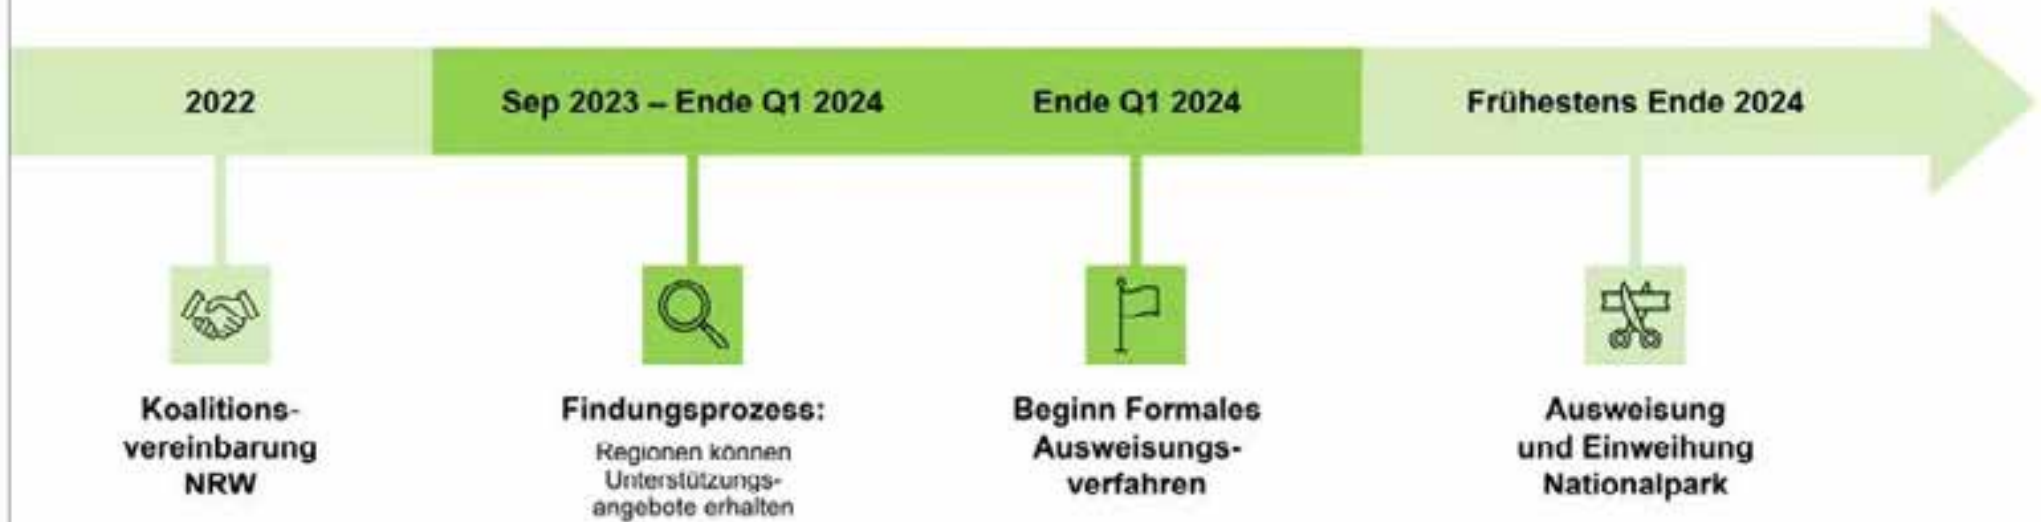 2022
Sep 2023 – Ende Q1 2024
Ende Q1 2024
Frühestens Ende 2024
Koalitions-
vereinbarung
NRW
Findungsprozess:
Regionen können
Unterstützungs-
angebote erhalten
Beginn Formales
Ausweisungs-
verfahren
Ausweisung
und Einweihung
Nationalpark